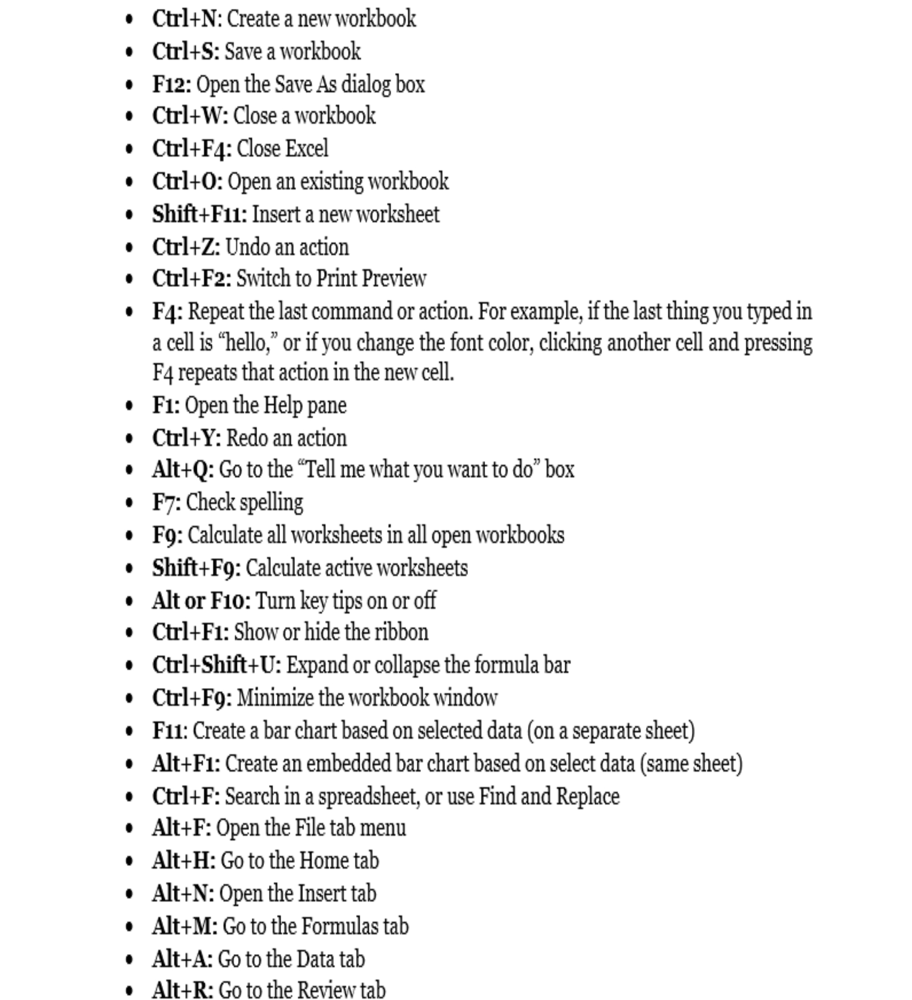 • Ctrl+N: Create a new workbook
• Ctrl+S: Save a workbook
• F12: Open the Save As dialog box
• Ctrl+W: Close a workbook
• Ctrl+F4: Close Excel
• Ctrl+O: Open an existing workbook
• Shift+F11: Insert a new worksheet
• Ctrl+Z: Undo an action
• Ctrl+F2: Switch to Print Preview
• F4: Repeat the last command or action. For example, if the last thing you typed in
a cell is “hello,” or if you change the font color, clicking another cell and pressing
F4 repeats that action in the new cell.
• F1: Open the Help pane
• Ctrl+Y: Redo an action
• Alt+Q: Go to the “Tell me what you want to do” box
• F7: Check spelling
• F9: Calculate all worksheets in all open workbooks
• Shift+F9: Calculate active worksheets
• Alt or F10: Turn key tips on or off
• Ctrl+F1: Show or hide the ribbon
• Ctrl+Shift+U: Expand or collapse the formula bar
• Ctrl+F9: Minimize the workbook window
• F11: Create a bar chart based on selected data (on a separate sheet)
• Alt+F1: Create an embedded bar chart based on select data (same sheet)
• Ctrl+F: Search in a spreadsheet, or use Find and Replace
• Alt+F: Open the File tab menu
• Alt+H: Go to the Home tab
• Alt+N: Open the Insert tab
• Alt+M: Go to the Formulas tab
• Alt+A: Go to the Data tab
• Alt+R: Go to the Review tab